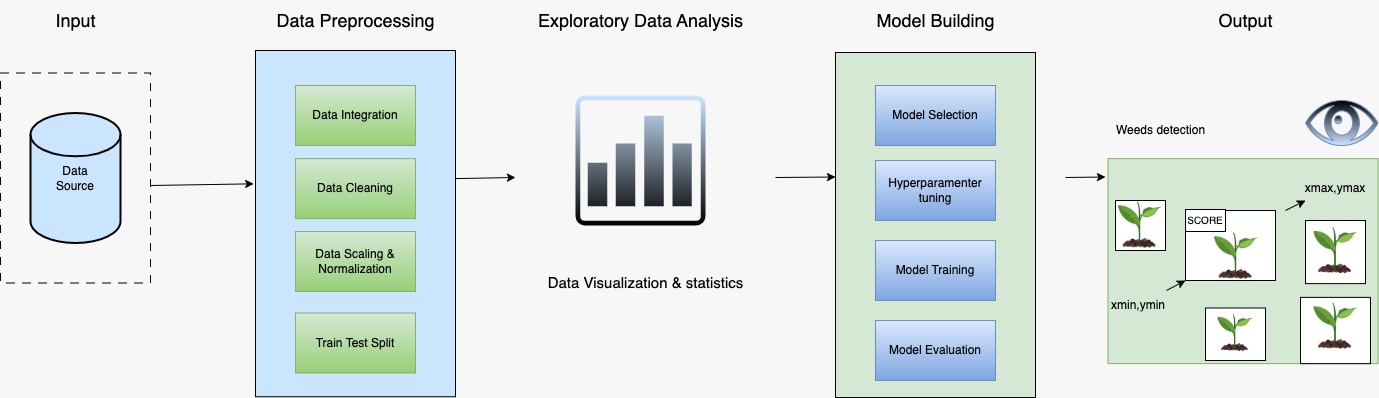 Input
Data Preprocessing
Exploratory Data Analysis
Model Building
Output
Data
Source
Data Integration
Data Cleaning
Data Scaling &
Normalization
Train Test Split
Data Visualization & statistics
Model Selection
Hyperparamenter
tuning
Model Training
Model Evaluation
Weeds detection
xmax,ymax
SCORE
xmin,ymin